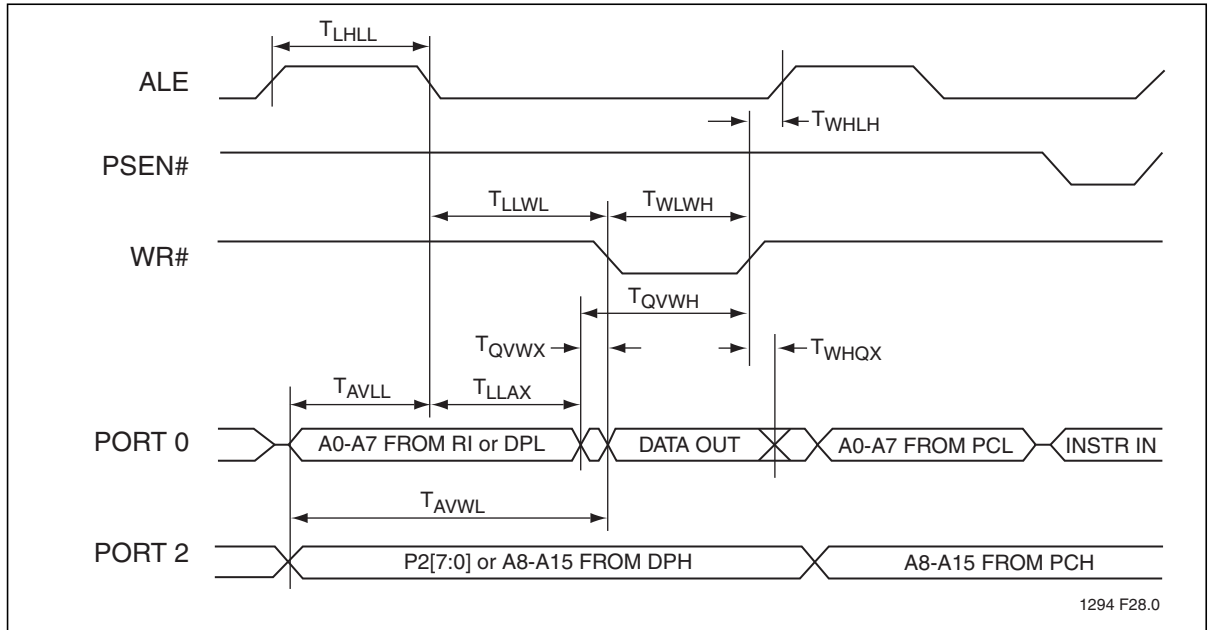 TLHLL
ALE
TWHLH
PSEN#
TLLWL
TWLWH
WR#
TQVWH
TQVWX
TWHQX
TAVLL
TLLAX
PORT 0
A0-A7 FROM RI or DPL
DATA OUT
A0-A7 FROM PCL
INSTR IN
TAVWL
PORT 2
P2[7:0] or A8-A15 FROM DPH
A8-A15 FROM PCH
1294 F28.0